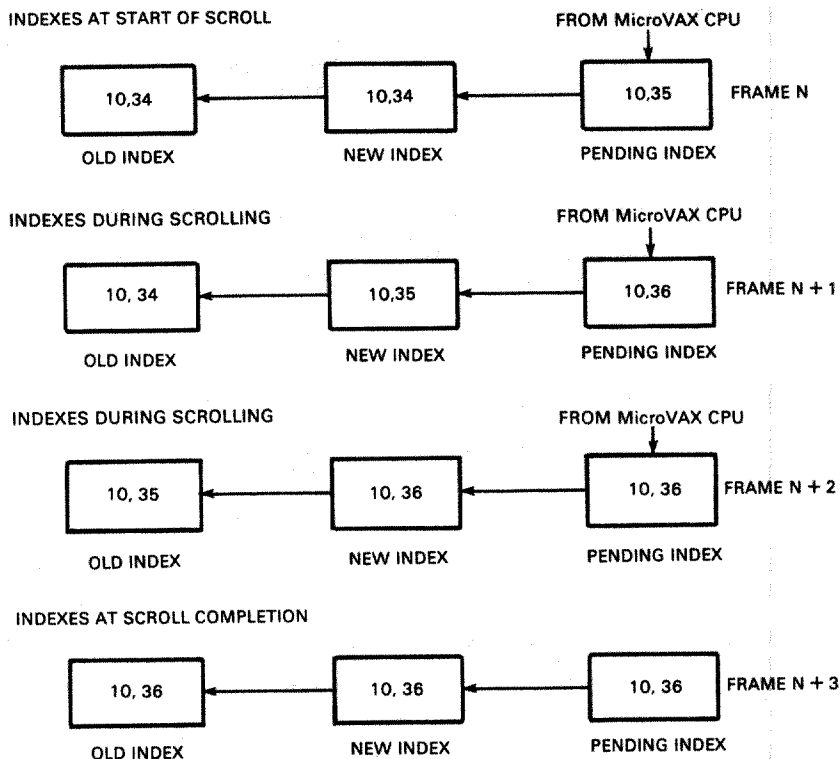 INDEXES AT START OF SCROLL
FROM MicroVAX CPU
10,34
10,34
10,35
FRAME N
OLD INDEX
NEW INDEX
PENDING INDEX
INDEXES DURING SCROLLING
FROM MicroVAX CPU
10, 34
10,35
10,36
FRAME N + 1
OLD INDEX
NEW INDEX
PENDING INDEX
INDEXES DURING SCROLLING
FROM MicroVAX CPU
10, 35
10, 36
10, 36
FRAME N + 2
OLD INDEX
NEW INDEX
PENDING INDEX
INDEXES AT SCROLL COMPLETION
10, 36
10, 36
10, 36
FRAME N + 3
OLD INDEX
NEW INDEX
PENDING INDEX